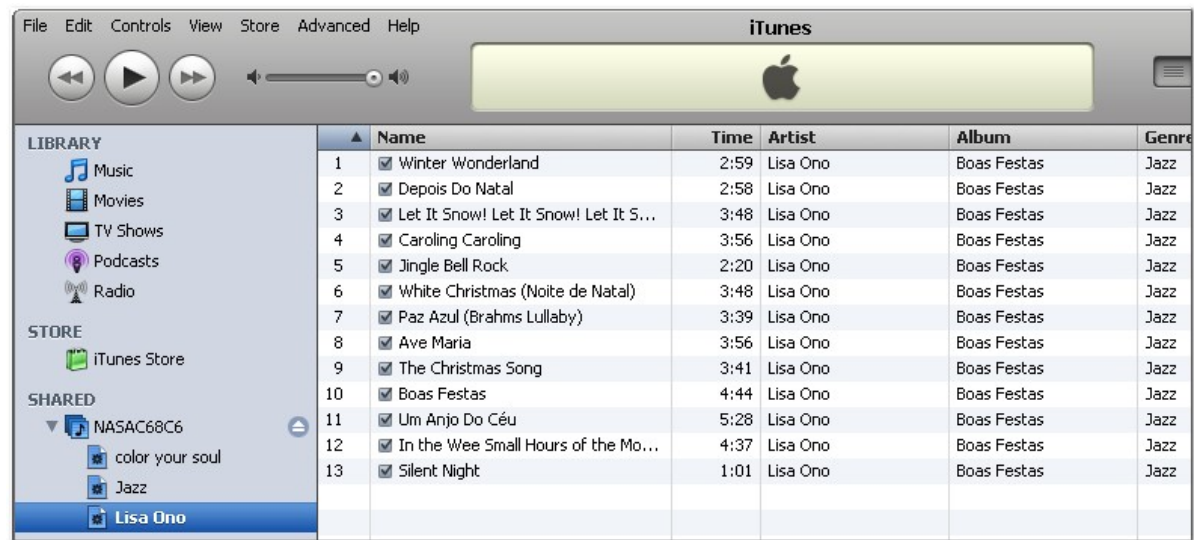 File Edit Controls View Store Advanced Help
iTunes
LIBRARY
Music
Movies
TV Shows
Podcasts
Radio
STORE
iTunes Store
SHARED
NASAC68C6
color your soul
Jazz
Lisa Ono
Name Time Artist Album Genre
1 Winter Wonderland 2:59 Lisa Ono Boas Festas Jazz
2 Depois Do Natal 2:58 Lisa Ono Boas Festas Jazz
3 Let It Snow! Let It Snow! Let It S... 3:48 Lisa Ono Boas Festas Jazz
4 Caroling Caroling 3:56 Lisa Ono Boas Festas Jazz
5 Jingle Bell Rock 2:20 Lisa Ono Boas Festas Jazz
6 White Christmas (Noite de Natal) 3:48 Lisa Ono Boas Festas Jazz
7 Paz Azul (Brahms Lullaby) 3:39 Lisa Ono Boas Festas Jazz
8 Ave Maria 3:56 Lisa Ono Boas Festas Jazz
9 The Christmas Song 3:41 Lisa Ono Boas Festas Jazz
10 Boas Festas 4:44 Lisa Ono Boas Festas Jazz
11 Um Anjo Do Céu 5:28 Lisa Ono Boas Festas Jazz
12 In the Wee Small Hours of the Mo... 4:37 Lisa Ono Boas Festas Jazz
13 Silent Night 1:01 Lisa Ono Boas Festas Jazz